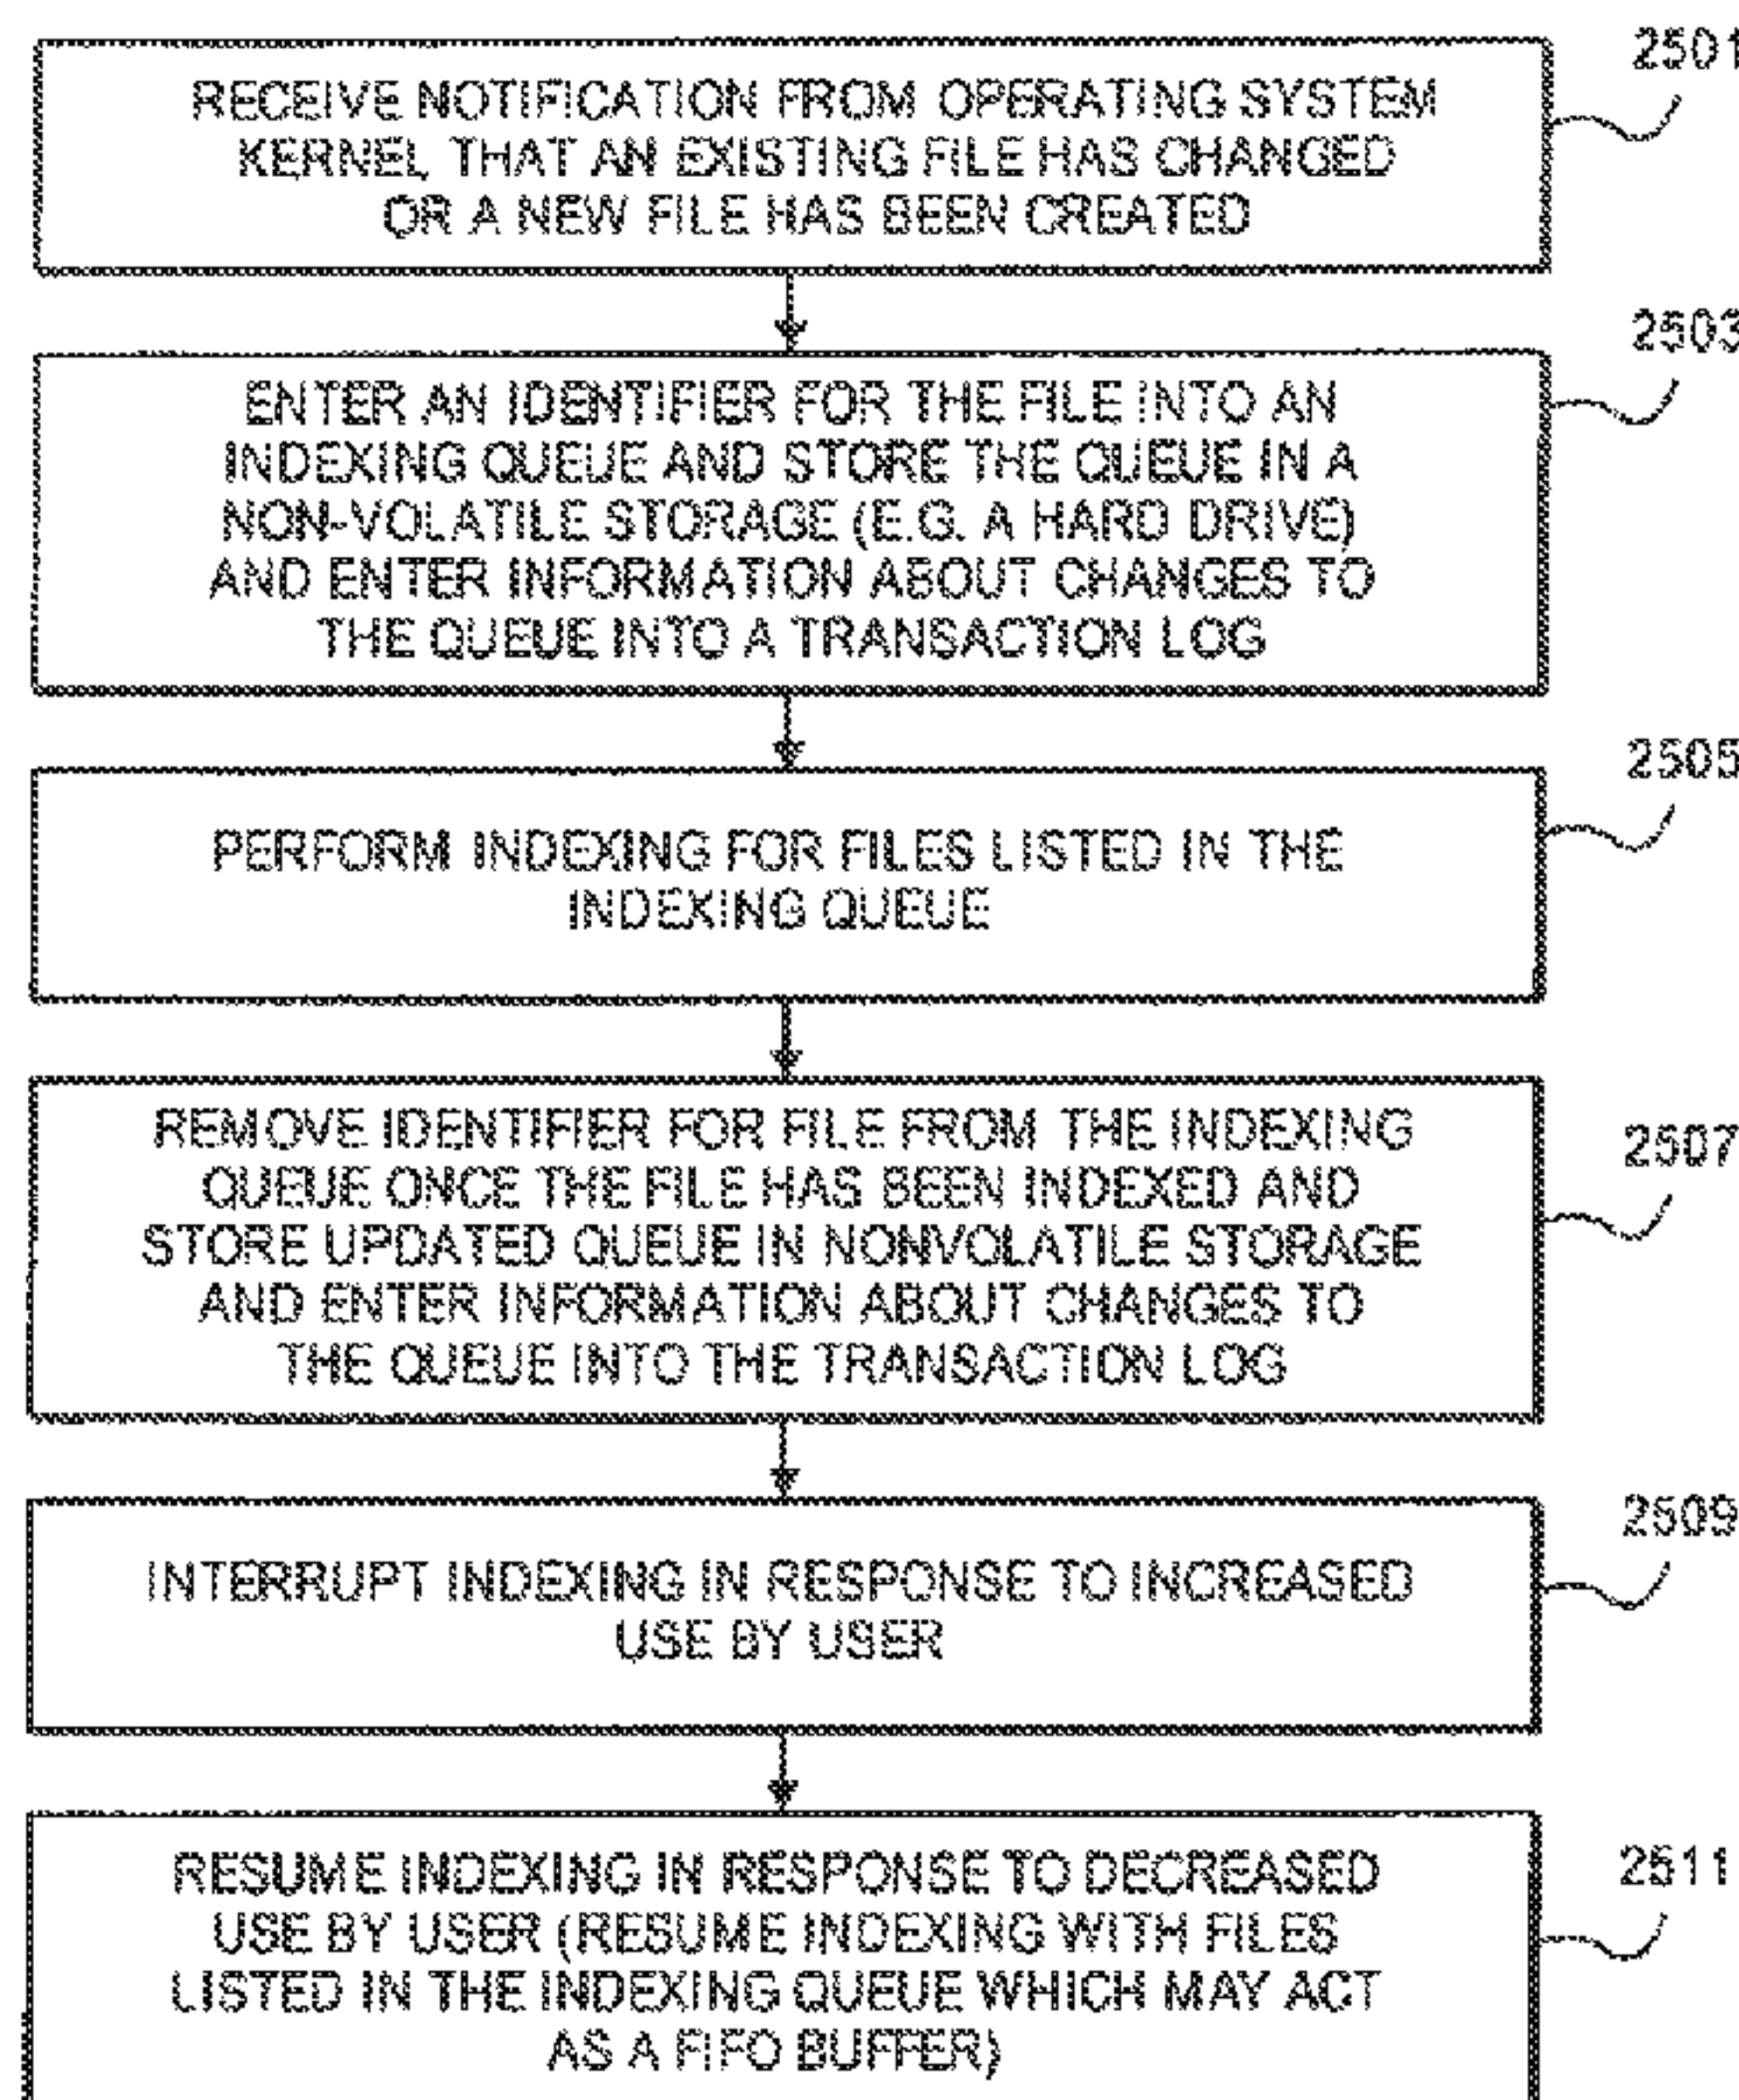 2501
RECEIVE NOTIFICATION FROM OPERATING SYSTEM
KERNEL THAT AN EXISTING FILE HAS CHANGED
OR A NEW FILE HAS BEEN CREATED
2503
ENTER AN IDENTIFIER FOR THE FILE INTO AN
INDEXING QUEUE AND STORE THE QUEUE IN A
NON-VOLATILE STORAGE (E.G. A HARD DRIVE)
AND ENTER INFORMATION ABOUT CHANGES TO
THE QUEUE INTO A TRANSACTION LOG
2505
PERFORM INDEXING FOR FILES LISTED IN THE
INDEXING QUEUE
2507
REMOVE IDENTIFIER FOR FILE FROM THE INDEXING
QUEUE ONCE THE FILE HAS BEEN INDEXED AND
STORE UPDATED QUEUE IN NONVOLATILE STORAGE
AND ENTER INFORMATION ABOUT CHANGES TO
THE QUEUE INTO THE TRANSACTION LOG
2509
INTERRUPT INDEXING IN RESPONSE TO INCREASED
USE BY USER
2511
RESUME INDEXING IN RESPONSE TO DECREASED
USE BY USER (RESUME INDEXING WITH FILES
LISTED IN THE INDEXING QUEUE WHICH MAY ACT
AS A FIFO BUFFER)